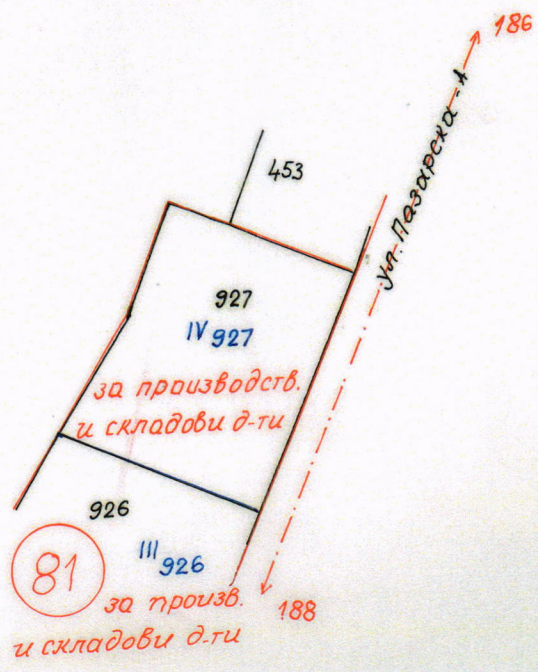 186
ул. Пазарска - А
453
927
IV 927
за производств.
и складови д-ти
926
III 926
81
за произв.
188
и складови д-ти